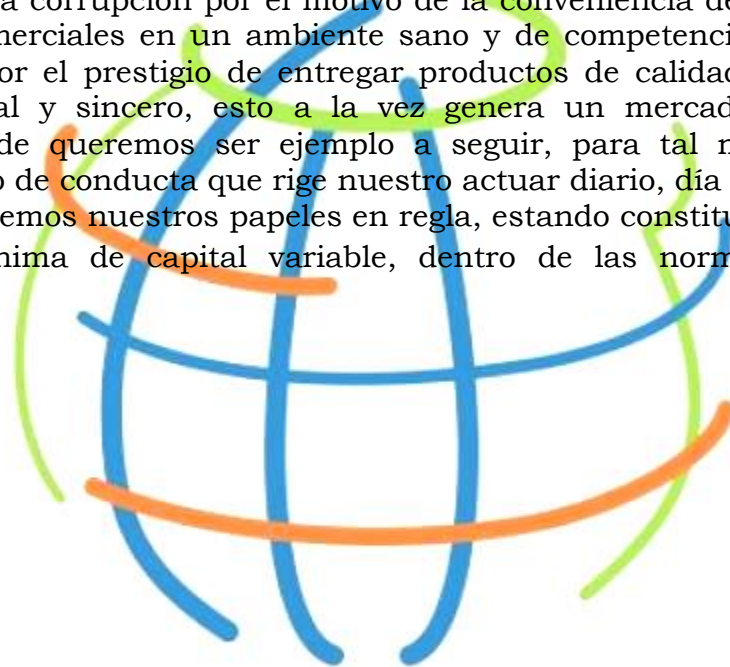 a corrupción por el motivo de la conveniencia de
merciales en un ambiente sano y de competenci
or el prestigio de entregar productos de calidad
al y sincero, esto a la vez genera un mercad
de queremos ser ejemplo a seguir, para tal m
o de conducta que rige nuestro actuar diario, día
emos nuestros papeles en regla, estando constitu
nima de capital variable, dentro de las norm